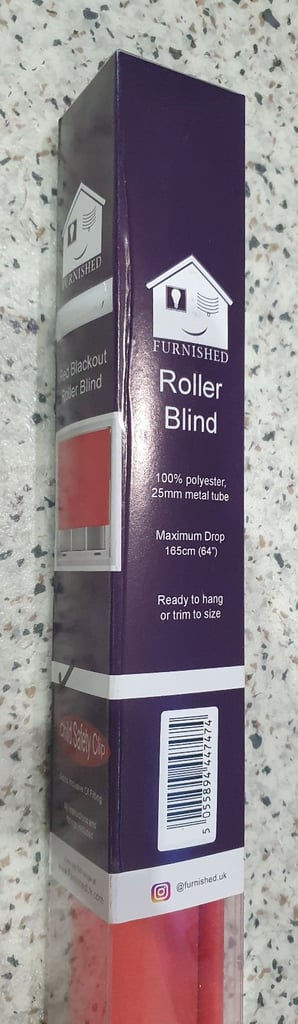 FURNISHED
Red Blackout
Roller Blind
Child Safety Clip
FURNISHED
Roller
Blind
100% polyester,
25mm metal tube
Maximum Drop
165cm (64")
Ready to hang
or trim to size
5 055894 447474
@furnished.uk